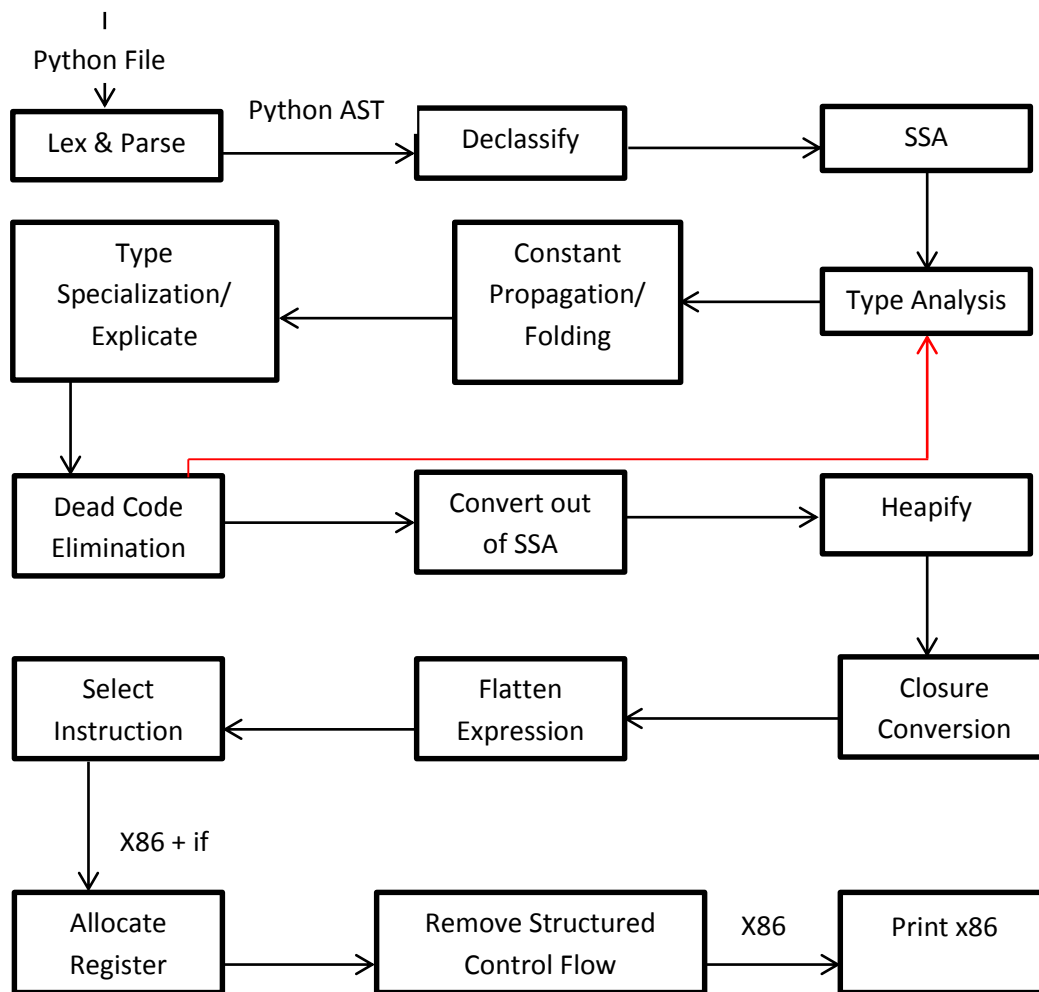 Python File
Python AST
Lex & Parse
Declassify
SSA
Type
Specialization/
Explicate
Constant
Propagation/
Folding
Type Analysis
Dead Code
Elimination
Convert out
of SSA
Heapify
Select
Instruction
Flatten
Expression
Closure
Conversion
X86 + if
Allocate
Register
Remove Structured
Control Flow
X86
Print x86